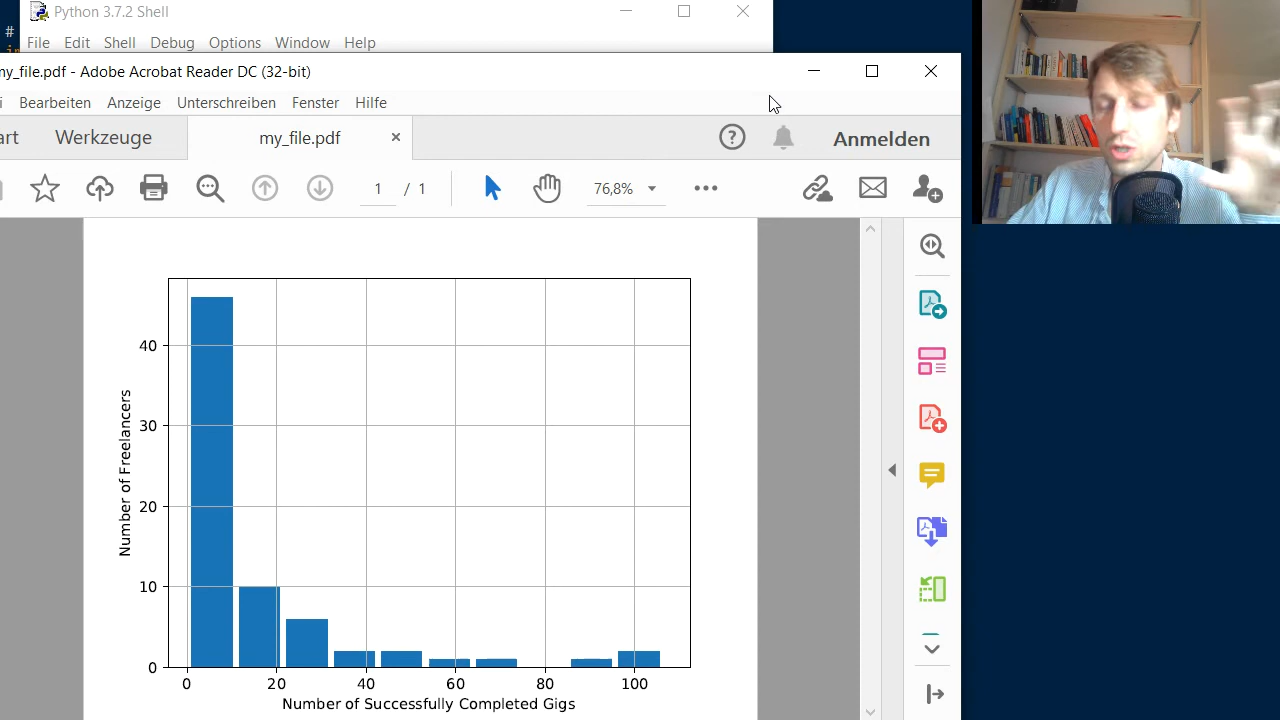 Python 3.7.2 Shell
#
File Edit Shell Debug Options Window Help
my_file.pdf - Adobe Acrobat Reader DC (32-bit)
i Bearbeiten Anzeige Unterschreiben Fenster Hilfe
art Werkzeuge my_file.pdf × ? Anmelden
1 / 1 76,8%
40
30
20
10
0
Number of Freelancers
0 20 40 60 80 100
Number of Successfully Completed Gigs